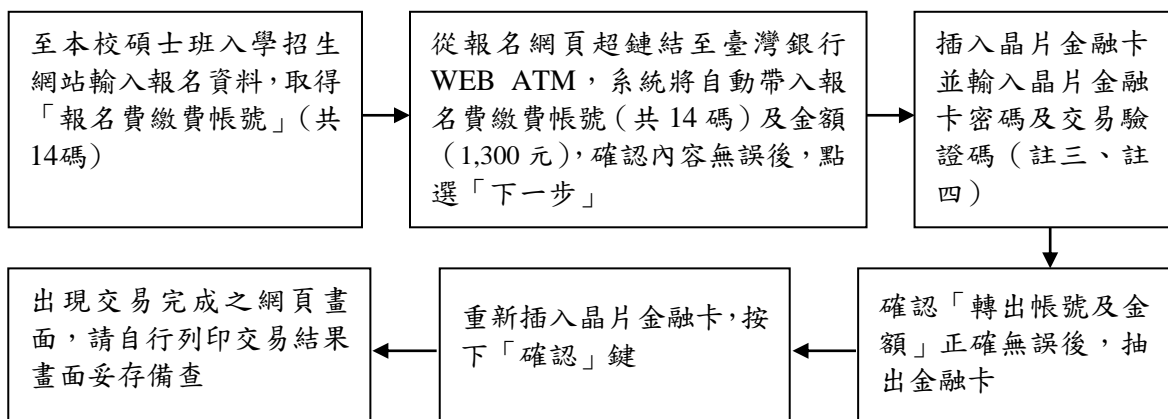 至本校碩士班入學招生
網站輸入報名資料，取得
「報名費繳費帳號」（共
14碼）
從報名網頁超鏈結至臺灣銀行
WEB ATM，系統將自動帶入報
名費繳費帳號（共 14 碼）及金額
（1,300 元），確認內容無誤後，點
選「下一步」
插入晶片金融卡
並輸入晶片金融
卡密碼及交易驗
證碼（註三、註
四）
確認「轉出帳號及金
額」正確無誤後，抽
出金融卡
重新插入晶片金融卡，按
下「確認」鍵
出現交易完成之網頁畫
面，請自行列印交易結果
畫面妥存備查